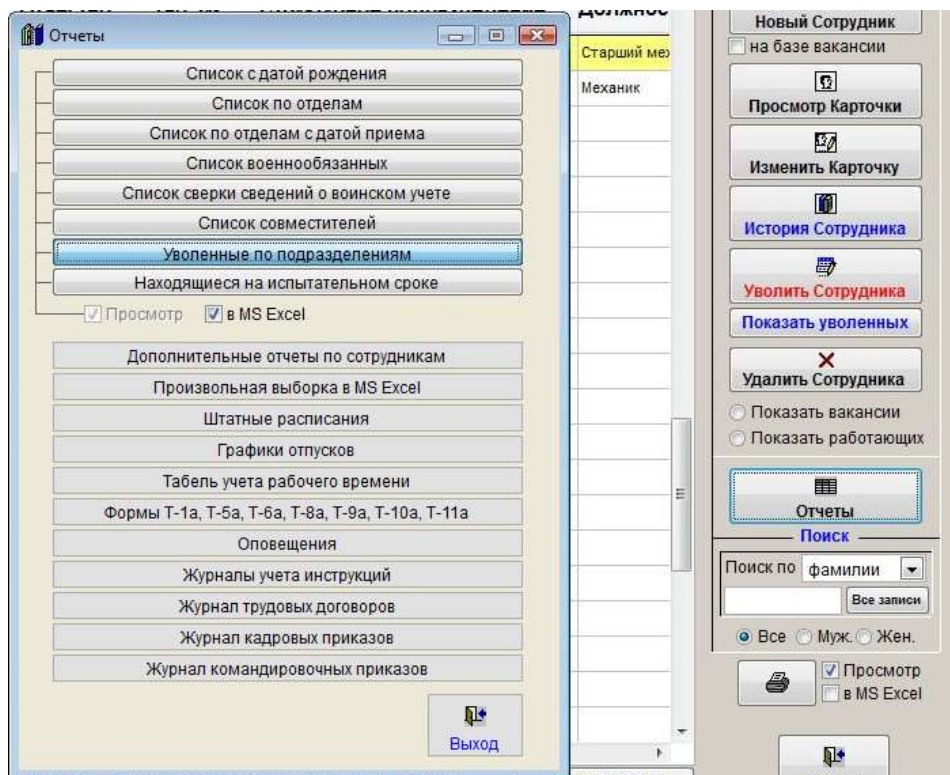 Отчеты
Список с датой рождения
Список по отделам
Список по отделам с датой приема
Список военнообязанных
Список сверки сведений о воинском учете
Список совместителей
Уволенные по подразделениям
Находящиеся на испытательном сроке
Просмотр в MS Excel
Дополнительные отчеты по сотрудникам
Произвольная выборка в MS Excel
Штатные расписания
Графики отпусков
Табель учета рабочего времени
Формы Т-1а, Т-5а, Т-6а, Т-8а, Т-9а, Т-10а, Т-11а
Оповещения
Журналы учета инструкций
Журнал трудовых договоров
Журнал кадровых приказов
Журнал командировочных приказов
Выход
Старший мех
Механик
Новый Сотрудник
на базе вакансии
Просмотр Карточки
Изменить Карточку
История Сотрудника
Уволить Сотрудника
Показать уволенных
Удалить Сотрудника
Показать вакансии
Показать работающих
Отчеты
Поиск
Поиск по фамилии
Все записи
Все Муж. Жен.
Просмотр
в MS Excel